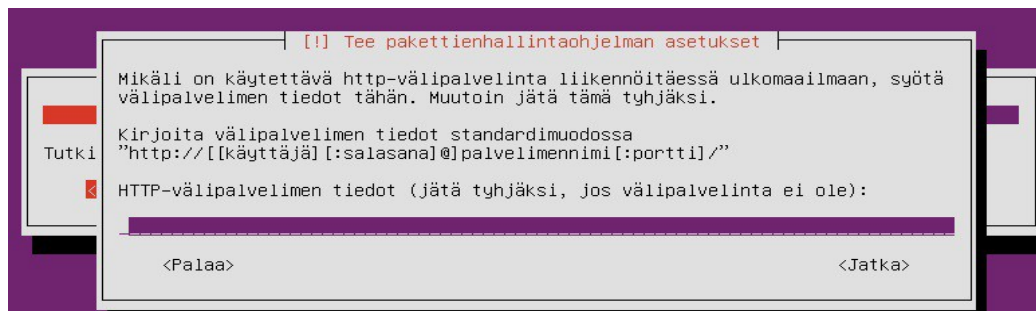 [!] Tee pakettienhallintaohjelman asetukset
Mikäli on käytettävä http-välipalvelinta liikennöitäessä ulkomaailmaan, syötä
välipalvelimen tiedot tähän. Muutoin jätä tämä tyhjäksi.
Kirjoita välipalvelimen tiedot standardimuodossa
Tutki
”http://[[käyttäjä][:salasana]@]palvelimennimi[:portti]/”
<
HTTP-välipalvelimen tiedot (jätä tyhjäksi, jos välipalvelinta ei ole):
<Palaa>
<Jatka>